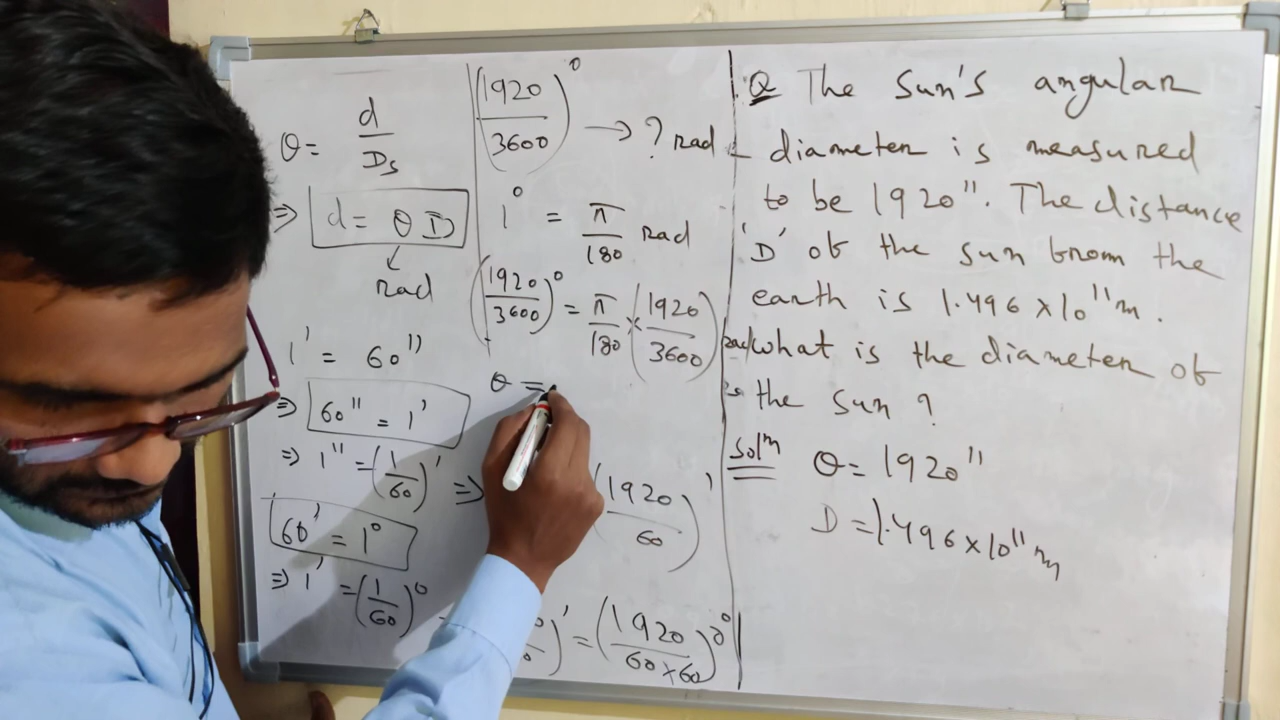 θ = d/Ds
⇒ d = θ D
rad
1' = 60"
⇒ 60" = 1'
⇒ 1" = (1/60)' ⇒
60' = 1°
⇒ 1' = (1/60)°
(1920/3600)° → ? rad
1° = π/180 rad
(1920/3600)° = π/180 × (1920/3600) rad
θ =
(1920/60)'
)' = (1920/60×60)°
Q The Sun's angular
diameter is measured
to be 1920". The distance
'D' of the sun from the
earth is 1.496 × 10¹¹ m.
what is the diameter of
the sun ?
Solⁿ θ = 1920"
D = 1.496 × 10¹¹ m